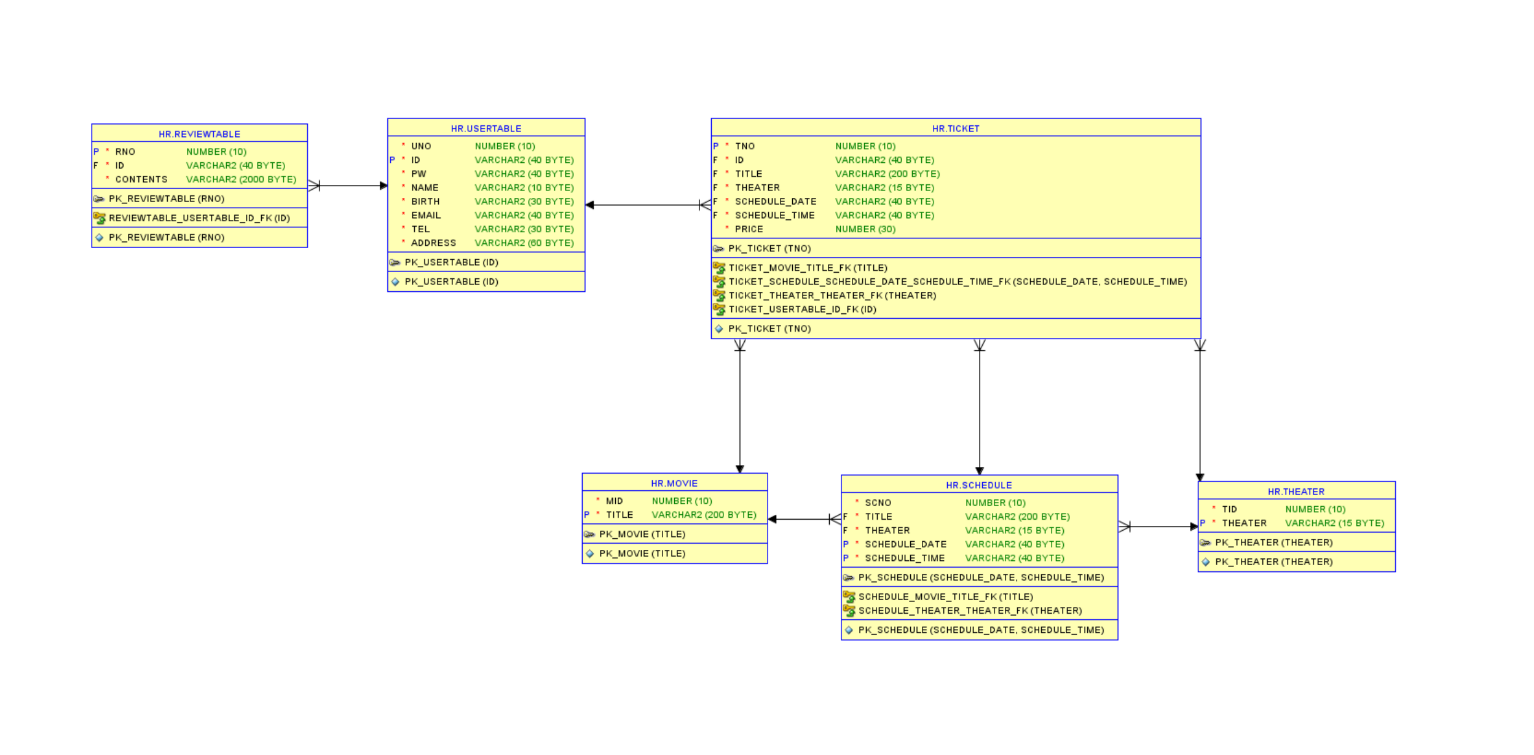 HR.REVIEWTABLE
P * RNO NUMBER (10)
F * ID VARCHAR2 (40 BYTE)
* CONTENTS VARCHAR2 (2000 BYTE)
PK_REVIEWTABLE (RNO)
REVIEWTABLE_USERTABLE_ID_FK (ID)
PK_REVIEWTABLE (RNO)
HR.USERTABLE
* UNO NUMBER (10)
P * ID VARCHAR2 (40 BYTE)
* PW VARCHAR2 (40 BYTE)
* NAME VARCHAR2 (10 BYTE)
* BIRTH VARCHAR2 (30 BYTE)
* EMAIL VARCHAR2 (40 BYTE)
* TEL VARCHAR2 (30 BYTE)
* ADDRESS VARCHAR2 (60 BYTE)
PK_USERTABLE (ID)
PK_USERTABLE (ID)
HR.TICKET
P * TNO NUMBER (10)
F * ID VARCHAR2 (40 BYTE)
F * TITLE VARCHAR2 (200 BYTE)
F * THEATER VARCHAR2 (15 BYTE)
F * SCHEDULE_DATE VARCHAR2 (40 BYTE)
F * SCHEDULE_TIME VARCHAR2 (40 BYTE)
* PRICE NUMBER (30)
PK_TICKET (TNO)
TICKET_MOVIE_TITLE_FK (TITLE)
TICKET_SCHEDULE_SCHEDULE_DATE_SCHEDULE_TIME_FK (SCHEDULE_DATE, SCHEDULE_TIME)
TICKET_THEATER_THEATER_FK (THEATER)
TICKET_USERTABLE_ID_FK (ID)
PK_TICKET (TNO)
HR.MOVIE
* MID NUMBER (10)
P * TITLE VARCHAR2 (200 BYTE)
PK_MOVIE (TITLE)
PK_MOVIE (TITLE)
HR.SCHEDULE
* SCNO NUMBER (10)
F * TITLE VARCHAR2 (200 BYTE)
F * THEATER VARCHAR2 (15 BYTE)
P * SCHEDULE_DATE VARCHAR2 (40 BYTE)
P * SCHEDULE_TIME VARCHAR2 (40 BYTE)
PK_SCHEDULE (SCHEDULE_DATE, SCHEDULE_TIME)
SCHEDULE_MOVIE_TITLE_FK (TITLE)
SCHEDULE_THEATER_THEATER_FK (THEATER)
PK_SCHEDULE (SCHEDULE_DATE, SCHEDULE_TIME)
HR.THEATER
* TID NUMBER (10)
P * THEATER VARCHAR2 (15 BYTE)
PK_THEATER (THEATER)
PK_THEATER (THEATER)